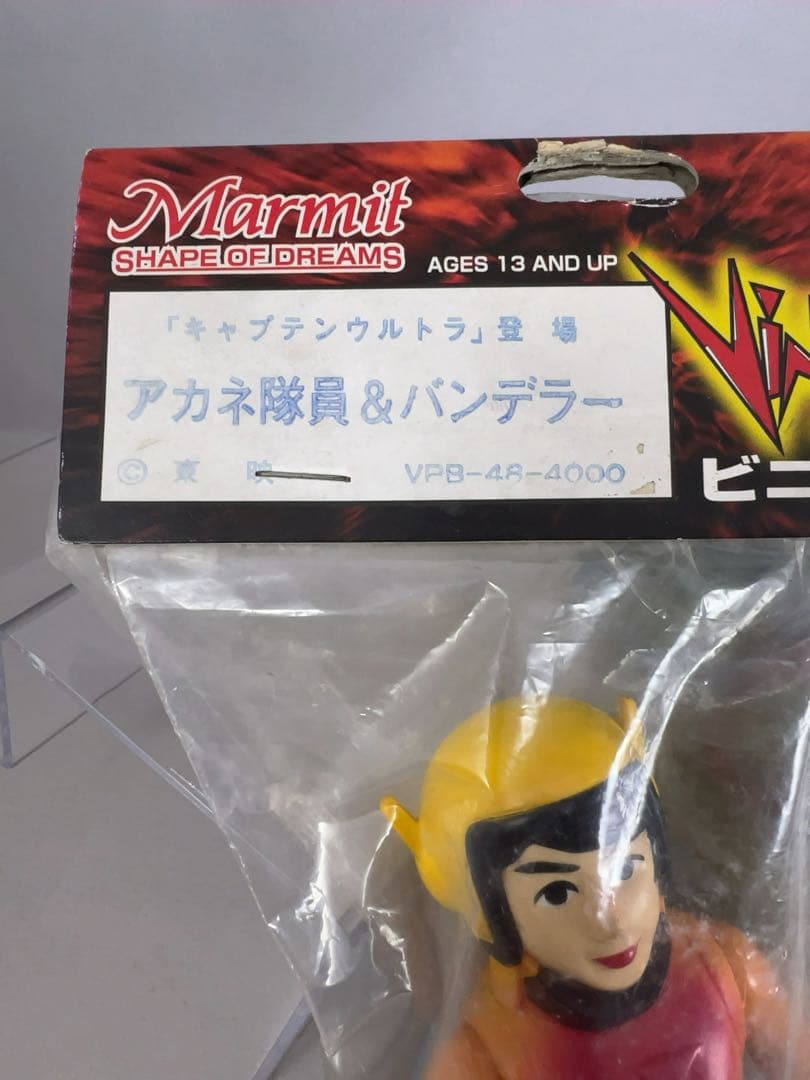 Marmit
SHAPE OF DREAMS
AGES 13 AND UP
「キャプテンウルトラ」登場
アカネ隊員&バンデラー
©東映 VPB-48-4000
ビニ